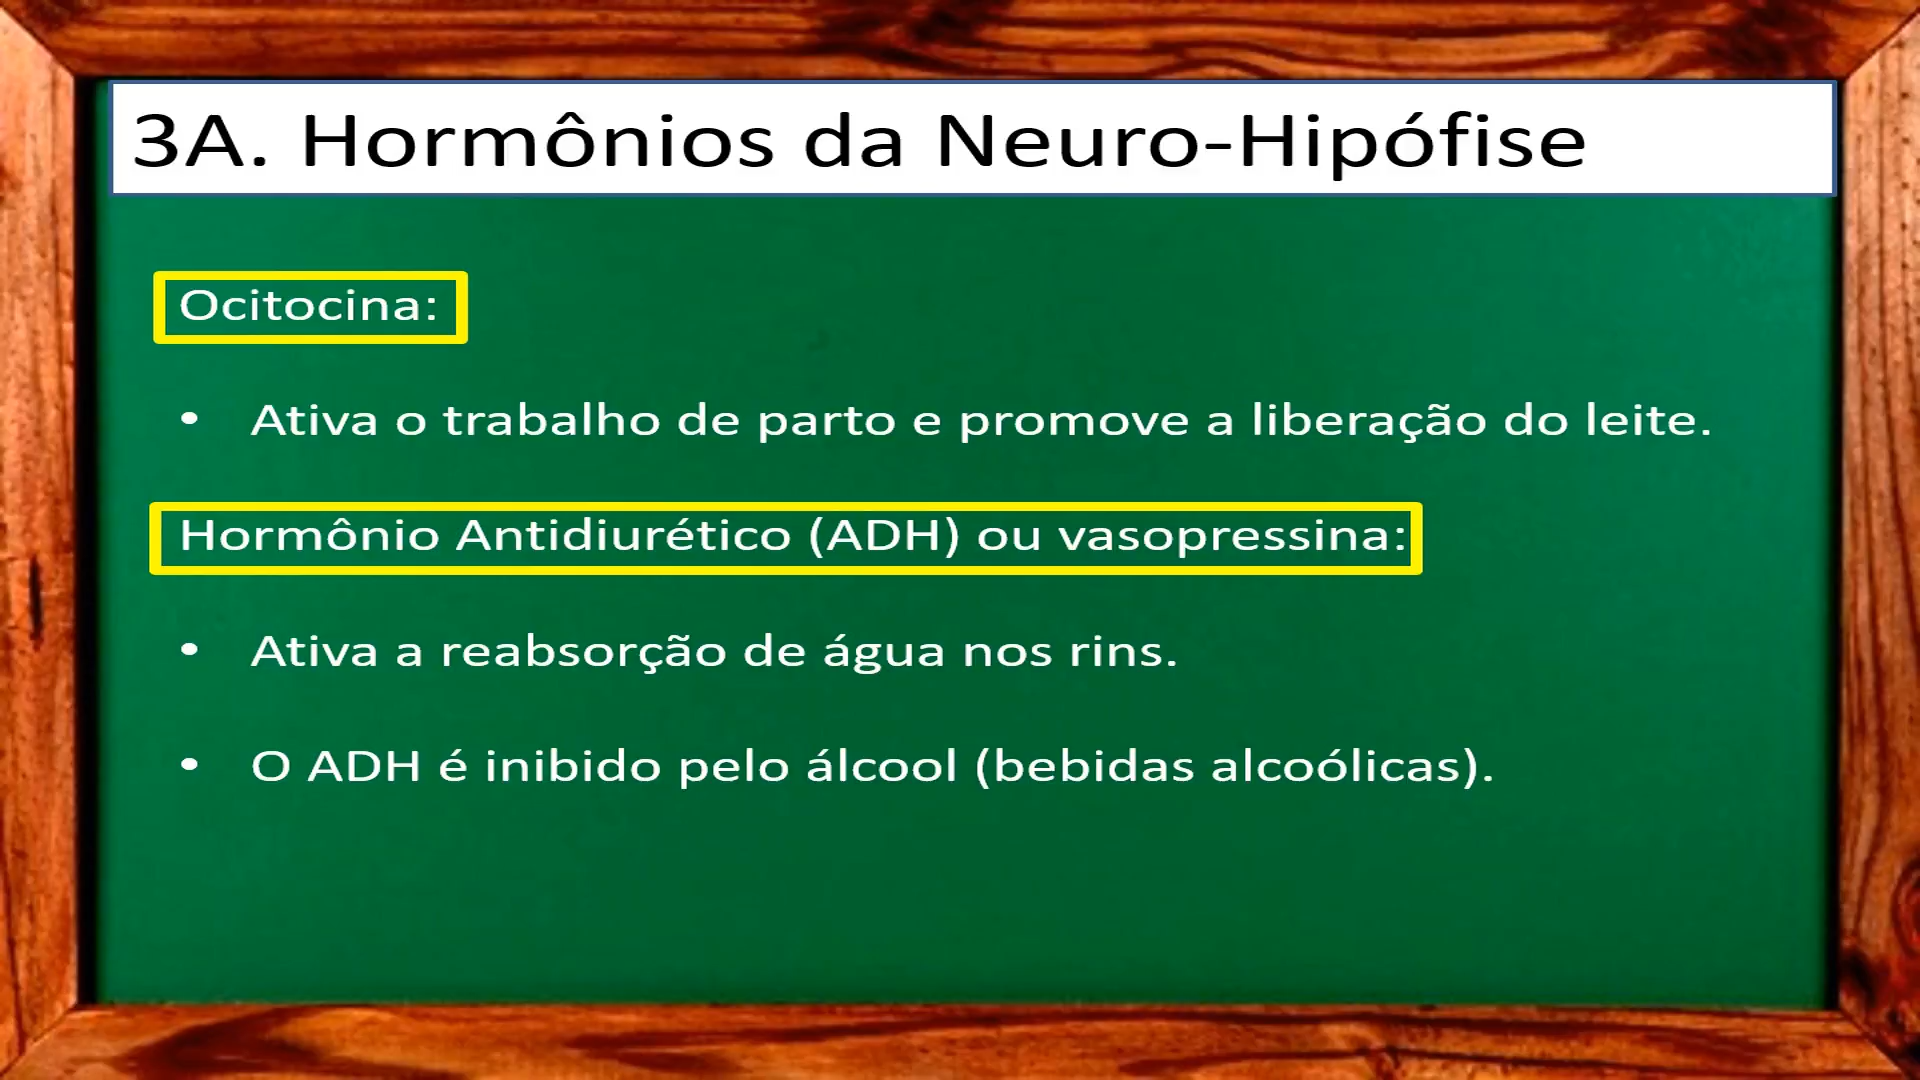 3A. Hormônios da Neuro-Hipófise
Ocitocina:
• Ativa o trabalho de parto e promove a liberação do leite.
Hormônio Antidiurético (ADH) ou vasopressina:
• Ativa a reabsorção de água nos rins.
• O ADH é inibido pelo álcool (bebidas alcoólicas).